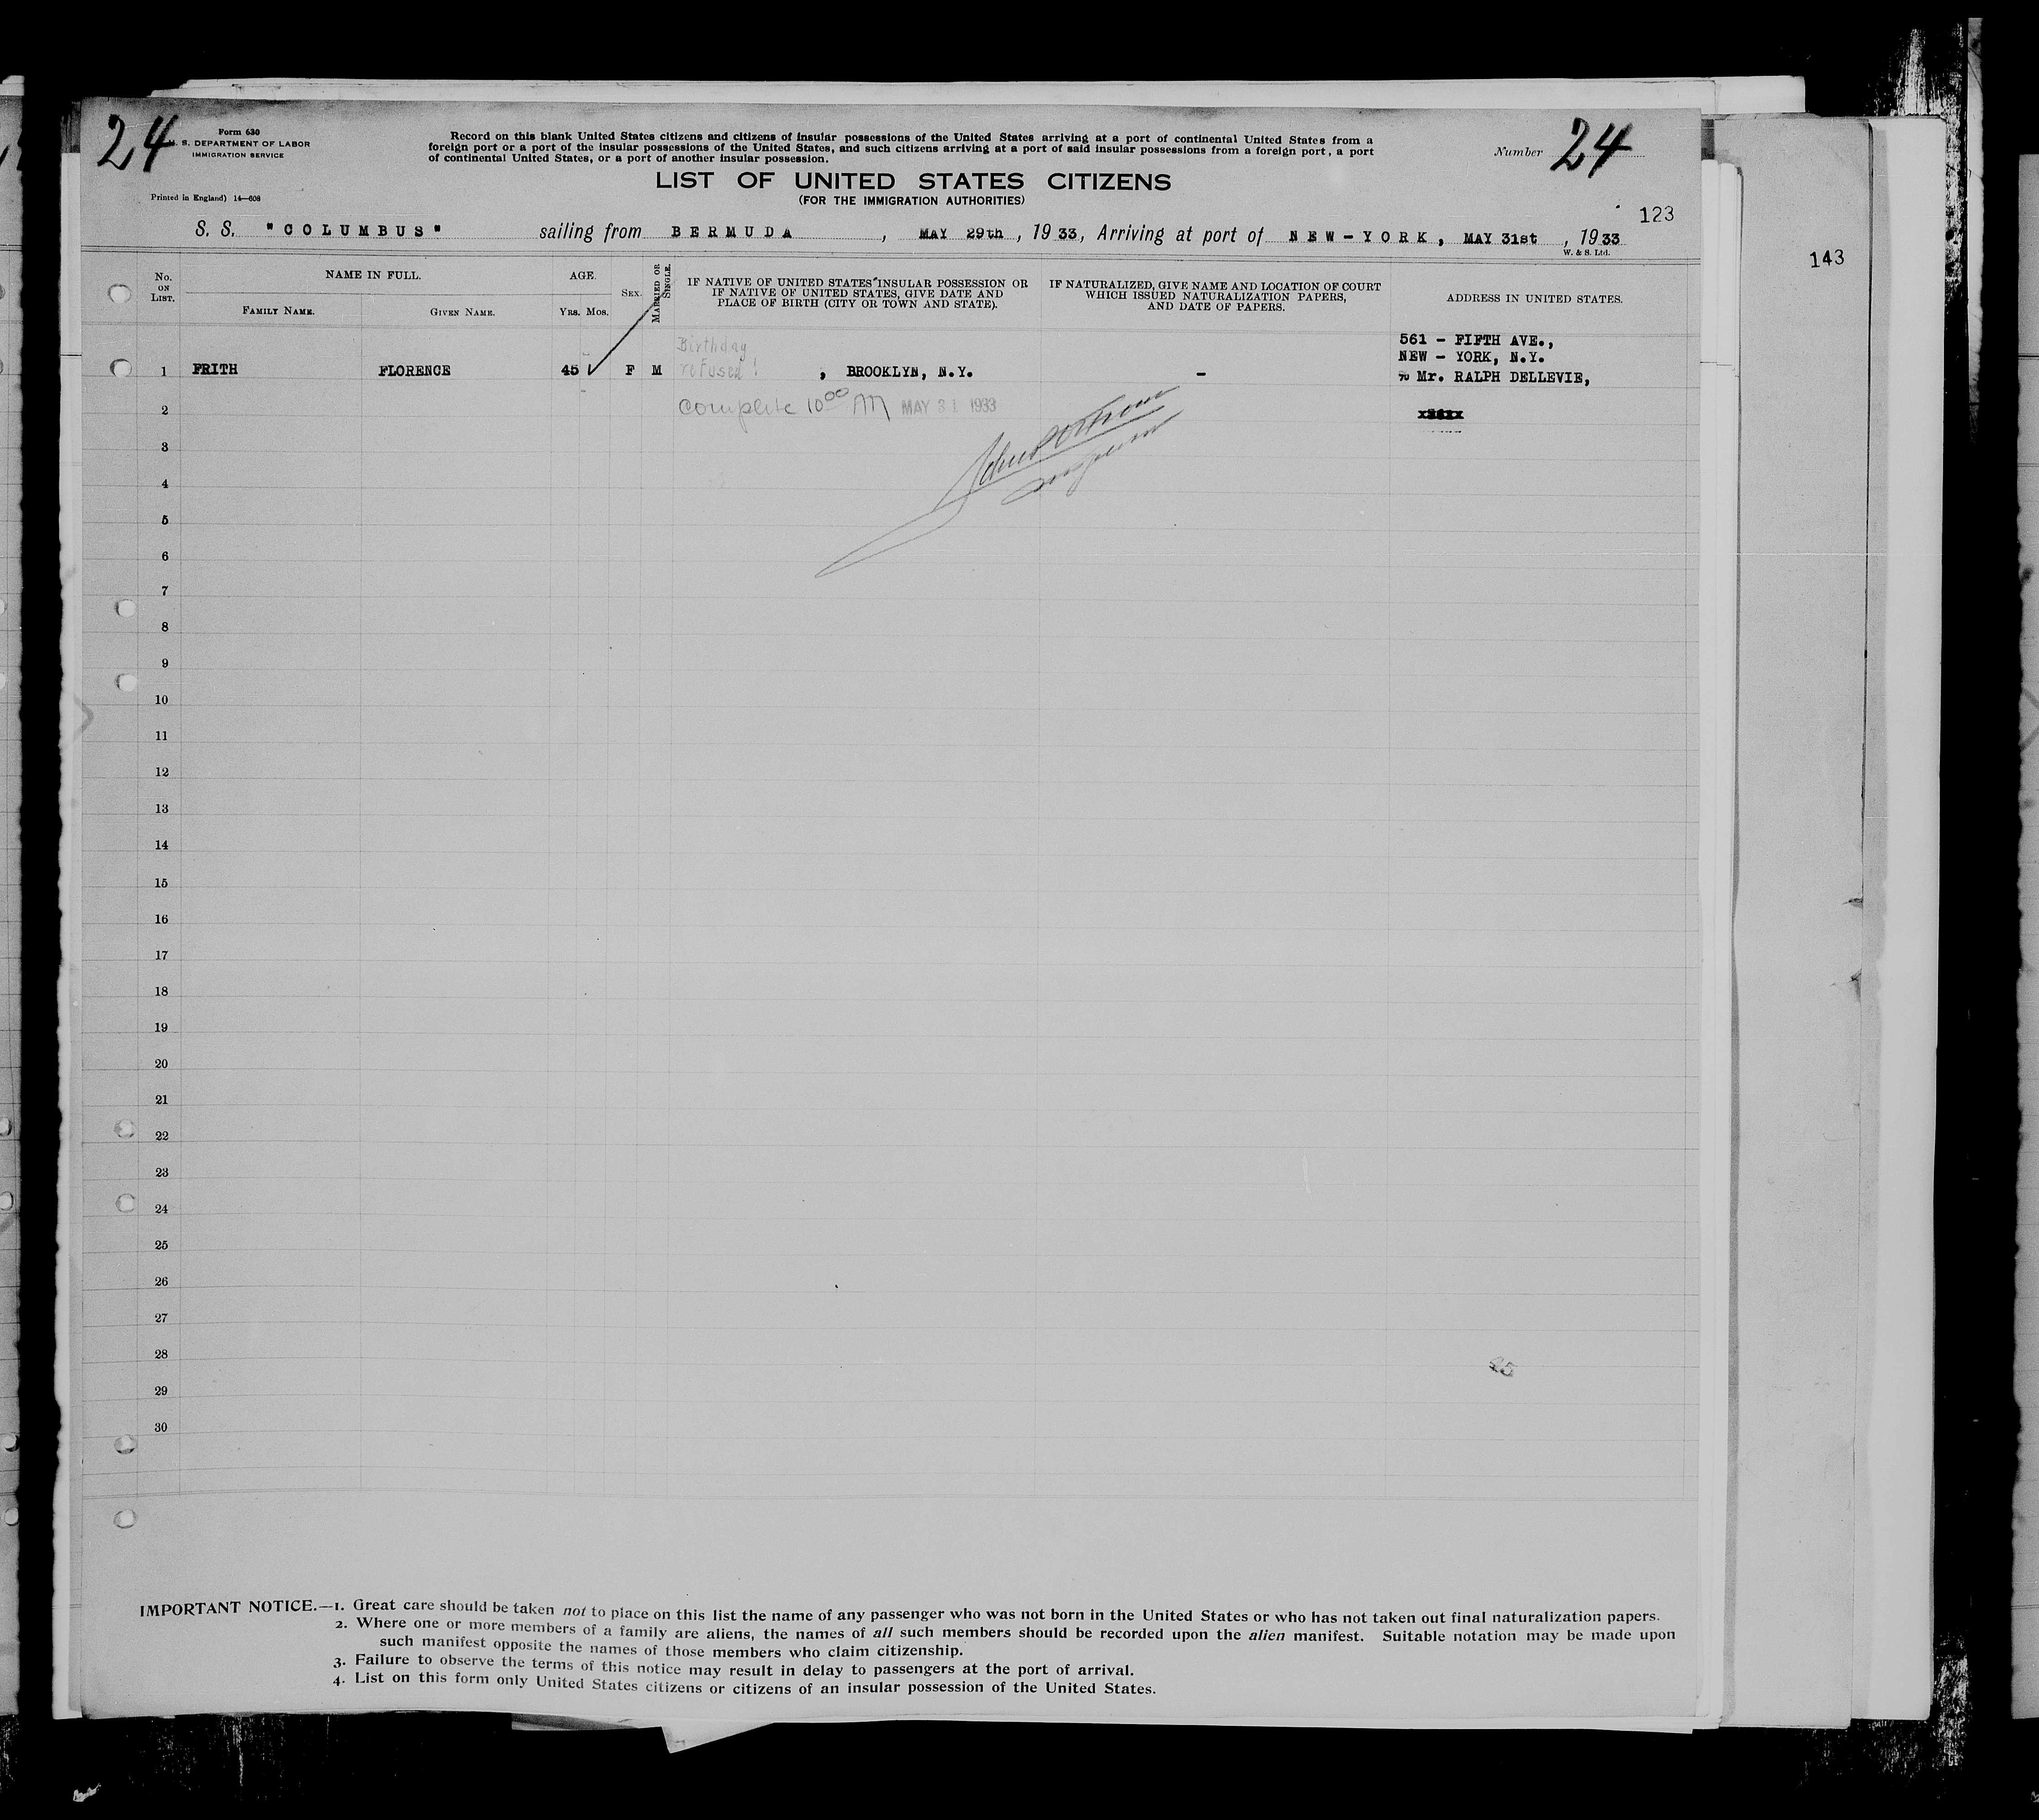 24
Form 630
U. S. DEPARTMENT OF LABOR
IMMIGRATION SERVICE
Printed in England) 14—608
Record on this blank United States citizens and citizens of insular possessions of the United States arriving at a port of continental United States from a
foreign port or a port of the insular possessions of the United States, and such citizens arriving at a port of said insular possessions from a foreign port, a port
of continental United States, or a port of another insular possession.
Number 24
LIST OF UNITED STATES CITIZENS
(FOR THE IMMIGRATION AUTHORITIES)
123
S. S. "COLUMBUS" sailing from BERMUDA, MAY 29th, 1933, Arriving at port of NEW-YORK, MAY 31st, 1933
W. & S. Ltd.
143
No. ON LIST.
NAME IN FULL.
FAMILY NAME.
GIVEN NAME.
AGE.
YRS. MOS.
SEX.
MARRIED OR SINGLE.
IF NATIVE OF UNITED STATES INSULAR POSSESSION OR
IF NATIVE OF UNITED STATES, GIVE DATE AND
PLACE OF BIRTH (CITY OR TOWN AND STATE).
IF NATURALIZED, GIVE NAME AND LOCATION OF COURT
WHICH ISSUED NATURALIZATION PAPERS,
AND DATE OF PAPERS.
ADDRESS IN UNITED STATES.
561 - FIFTH AVE.,
NEW - YORK, N.Y.
Birthday
refused!
1 FRITH FLORENCE 45 F M , BROOKLYN, N.Y. - Mr. RALPH DELLEVIE,
2 complete 10 00 AM MAY 31 1933
3
4
5
6
7
8
9
10
11
12
13
14
15
16
17
18
19
20
21
22
23
24
25
26
27
28
29
30
IMPORTANT NOTICE.—1. Great care should be taken not to place on this list the name of any passenger who was not born in the United States or who has not taken out final naturalization papers.
2. Where one or more members of a family are aliens, the names of all such members should be recorded upon the alien manifest. Suitable notation may be made upon
such manifest opposite the names of those members who claim citizenship.
3. Failure to observe the terms of this notice may result in delay to passengers at the port of arrival.
4. List on this form only United States citizens or citizens of an insular possession of the United States.